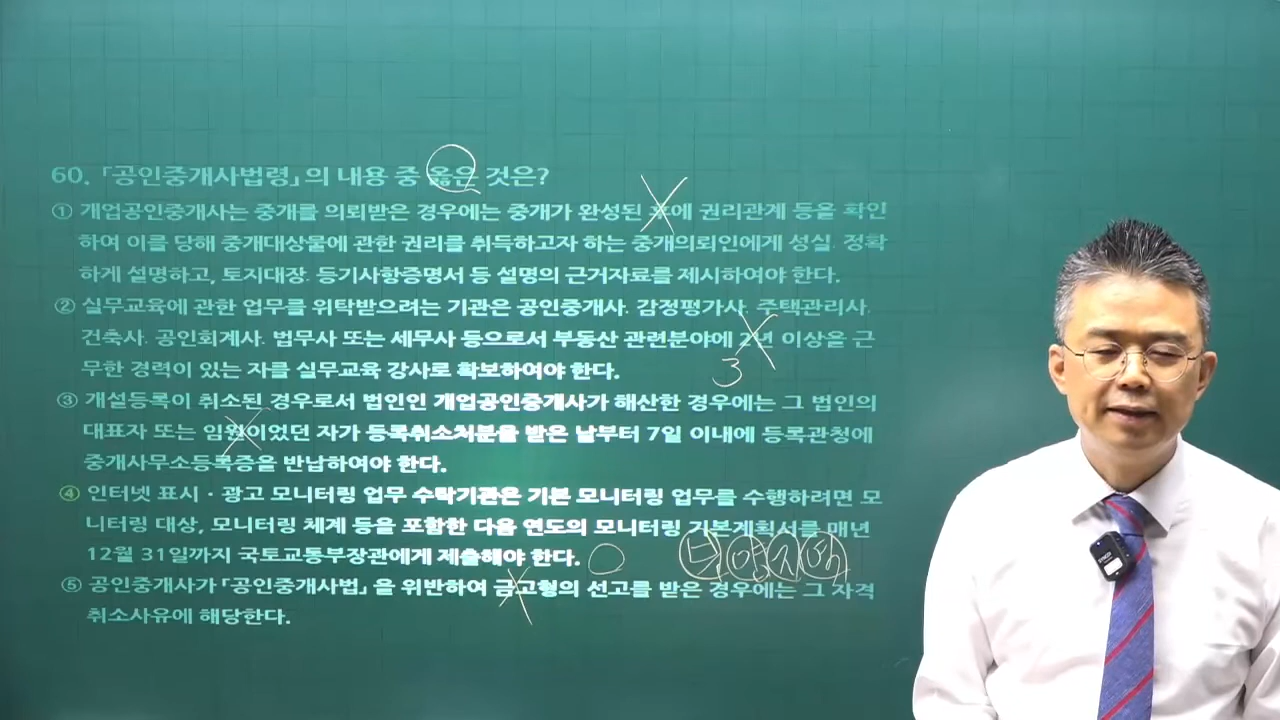 60. 「공인중개사법령」의 내용 중 옳은 것은?
① 개업공인중개사는 중개를 의뢰받은 경우에는 중개가 완성된 후에 권리관계 등을 확인
하여 이를 당해 중개대상물에 관한 권리를 취득하고자 하는 중개의뢰인에게 성실·정확
하게 설명하고, 토지대장·등기사항증명서 등 설명의 근거자료를 제시하여야 한다.
② 실무교육에 관한 업무를 위탁받으려는 기관은 공인중개사·감정평가사·주택관리사·
건축사·공인회계사·법무사 또는 세무사 등으로서 부동산 관련분야에 2년 이상을 근
3
무한 경력이 있는 자를 실무교육 강사로 확보하여야 한다.
③ 개설등록이 취소된 경우로서 법인인 개업공인중개사가 해산한 경우에는 그 법인의
대표자 또는 임원이었던 자가 등록취소처분을 받은 날부터 7일 이내에 등록관청에
중개사무소등록증을 반납하여야 한다.
④ 인터넷 표시·광고 모니터링 업무 수탁기관은 기본 모니터링 업무를 수행하려면 모
니터링 대상, 모니터링 체계 등을 포함한 다음 연도의 모니터링 기본계획서를 매년
12월 31일까지 국토교통부장관에게 제출해야 한다.
⑤ 공인중개사가 「공인중개사법」을 위반하여 금고형의 선고를 받은 경우에는 그 자격
취소사유에 해당한다.